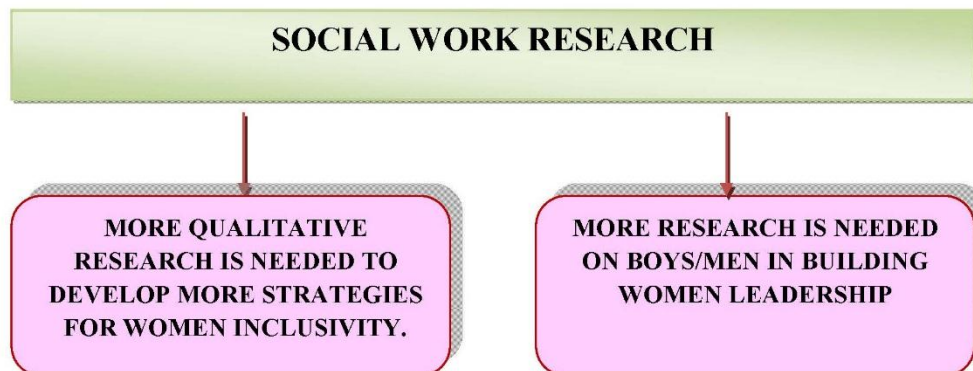 SOCIAL WORK RESEARCH
MORE QUALITATIVE
RESEARCH IS NEEDED TO
DEVELOP MORE STRATEGIES
FOR WOMEN INCLUSIVITY.
MORE RESEARCH IS NEEDED
ON BOYS/MEN IN BUILDING
WOMEN LEADERSHIP